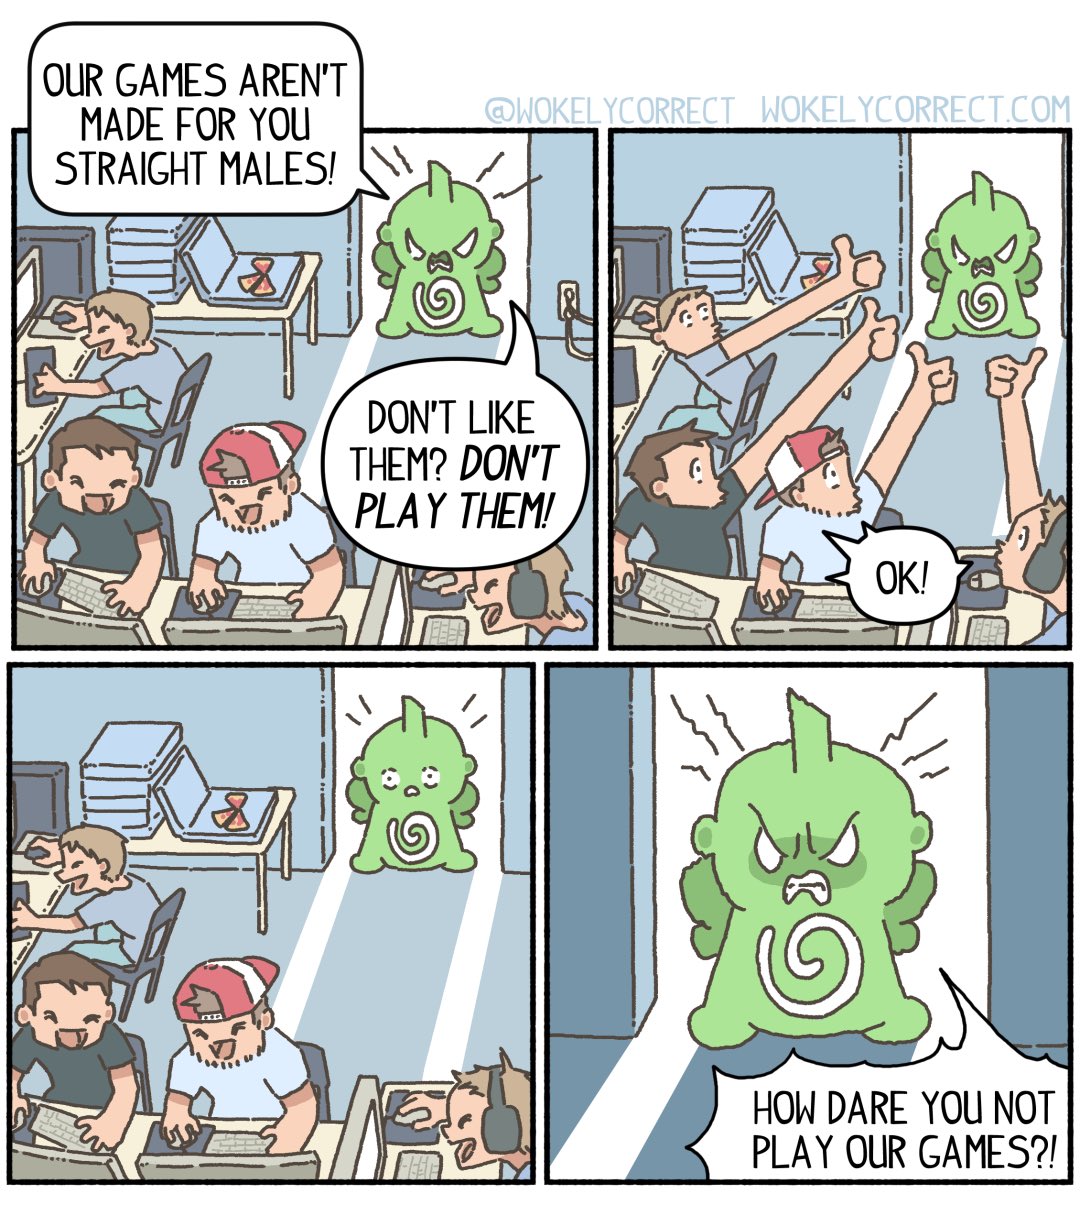 OUR GAMES AREN'T
MADE FOR YOU
STRAIGHT MALES!
@WOKELYCORRECT WOKELYCORRECT.COM
DON'T LIKE
THEM? DON'T
PLAY THEM!
OK!
HOW DARE YOU NOT
PLAY OUR GAMES?!